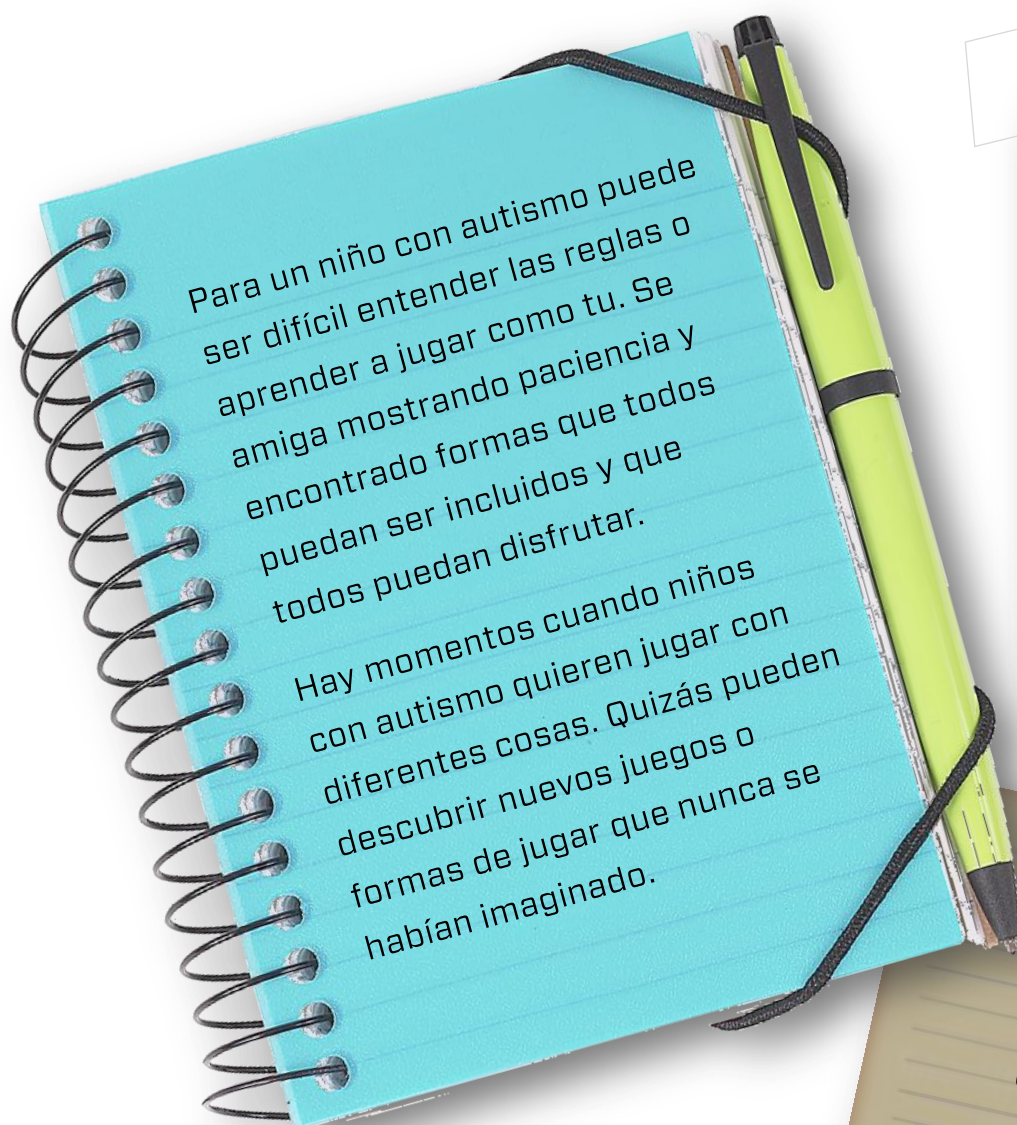 Para un niño con autismo puede
ser difícil entender las reglas o
aprender a jugar como tu. Se
amiga mostrando paciencia y
encontrado formas que todos
puedan ser incluidos y que
todos puedan disfrutar.
Hay momentos cuando niños
con autismo quieren jugar con
diferentes cosas. Quizás pueden
descubrir nuevos juegos o
formas de jugar que nunca se
habían imaginado.